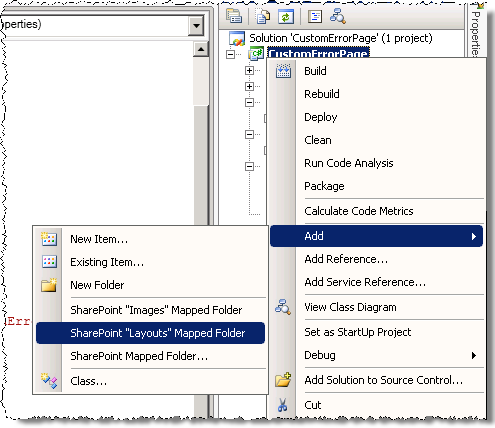 operties)
Solution 'CustomErrorPage' (1 project)
CustomErrorPage
Properties
Build
Rebuild
Deploy
Clean
Run Code Analysis
Package
Calculate Code Metrics
Add
Add Reference...
Add Service Reference...
View Class Diagram
Set as StartUp Project
Debug
Add Solution to Source Control...
Cut
New Item...
Existing Item...
New Folder
SharePoint "Images" Mapped Folder
SharePoint "Layouts" Mapped Folder
SharePoint Mapped Folder...
Class...
Err